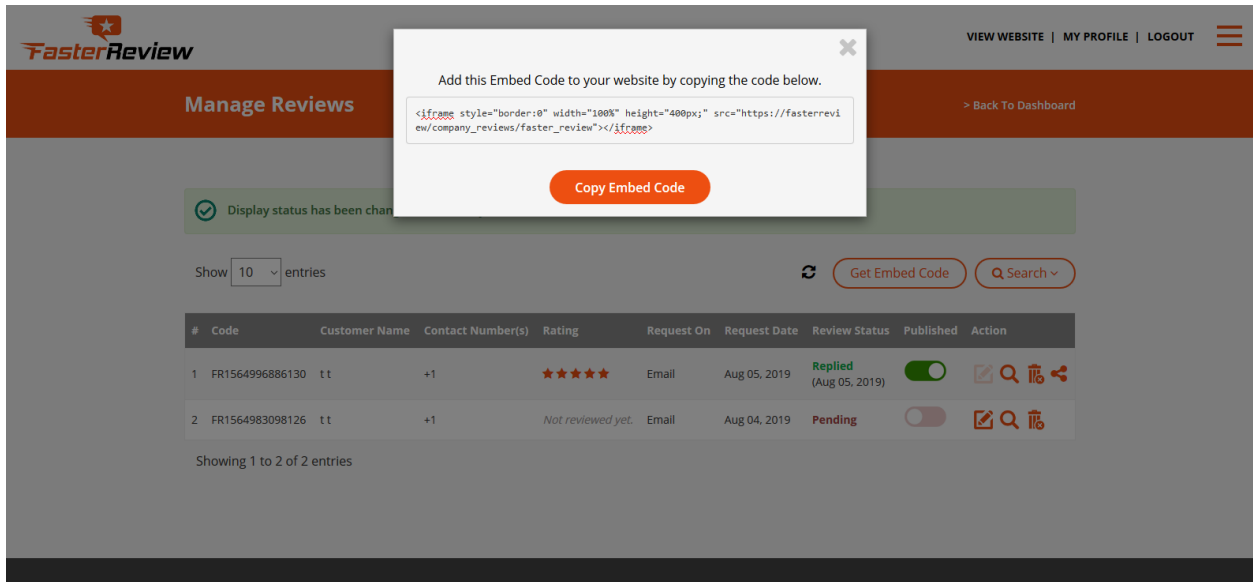 FasterReview
VIEW WEBSITE | MY PROFILE | LOGOUT
Manage Reviews
> Back To Dashboard
Add this Embed Code to your website by copying the code below.
<iframe style="border:0" width="100%" height="400px;" src="https://fasterrevi
ew/company_reviews/faster_review"></iframe>
Copy Embed Code
Display status has been chan
Show 10 entries
Get Embed Code
Search
# Code Customer Name Contact Number(s) Rating Request On Request Date Review Status Published Action
1 FR1564996886130 t t +1 Email Aug 05, 2019 Replied
(Aug 05, 2019)
2 FR1564983098126 t t +1 Not reviewed yet. Email Aug 04, 2019 Pending
Showing 1 to 2 of 2 entries